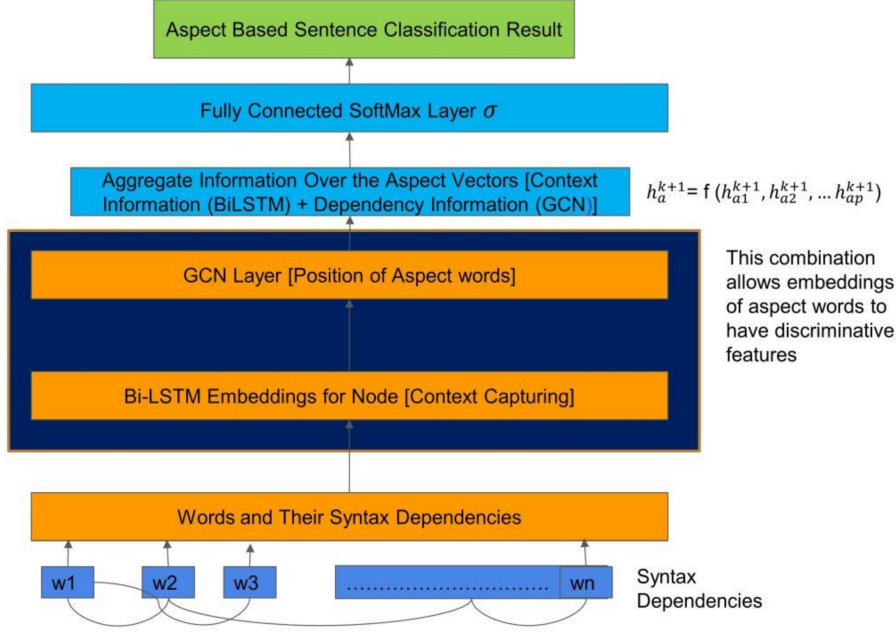 Aspect Based Sentence Classification Result
Fully Connected SoftMax Layer σ
Aggregate Information Over the Aspect Vectors [Context
Information (BiLSTM) + Dependency Information (GCN)]
h_a^{k+1} = f (h_{a1}^{k+1}, h_{a2}^{k+1}, … h_{ap}^{k+1})
GCN Layer [Position of Aspect words]
This combination
allows embeddings
of aspect words to
have discriminative
features
Bi-LSTM Embeddings for Node [Context Capturing]
Words and Their Syntax Dependencies
w1 w2 w3 ………………………… wn
Syntax
Dependencies